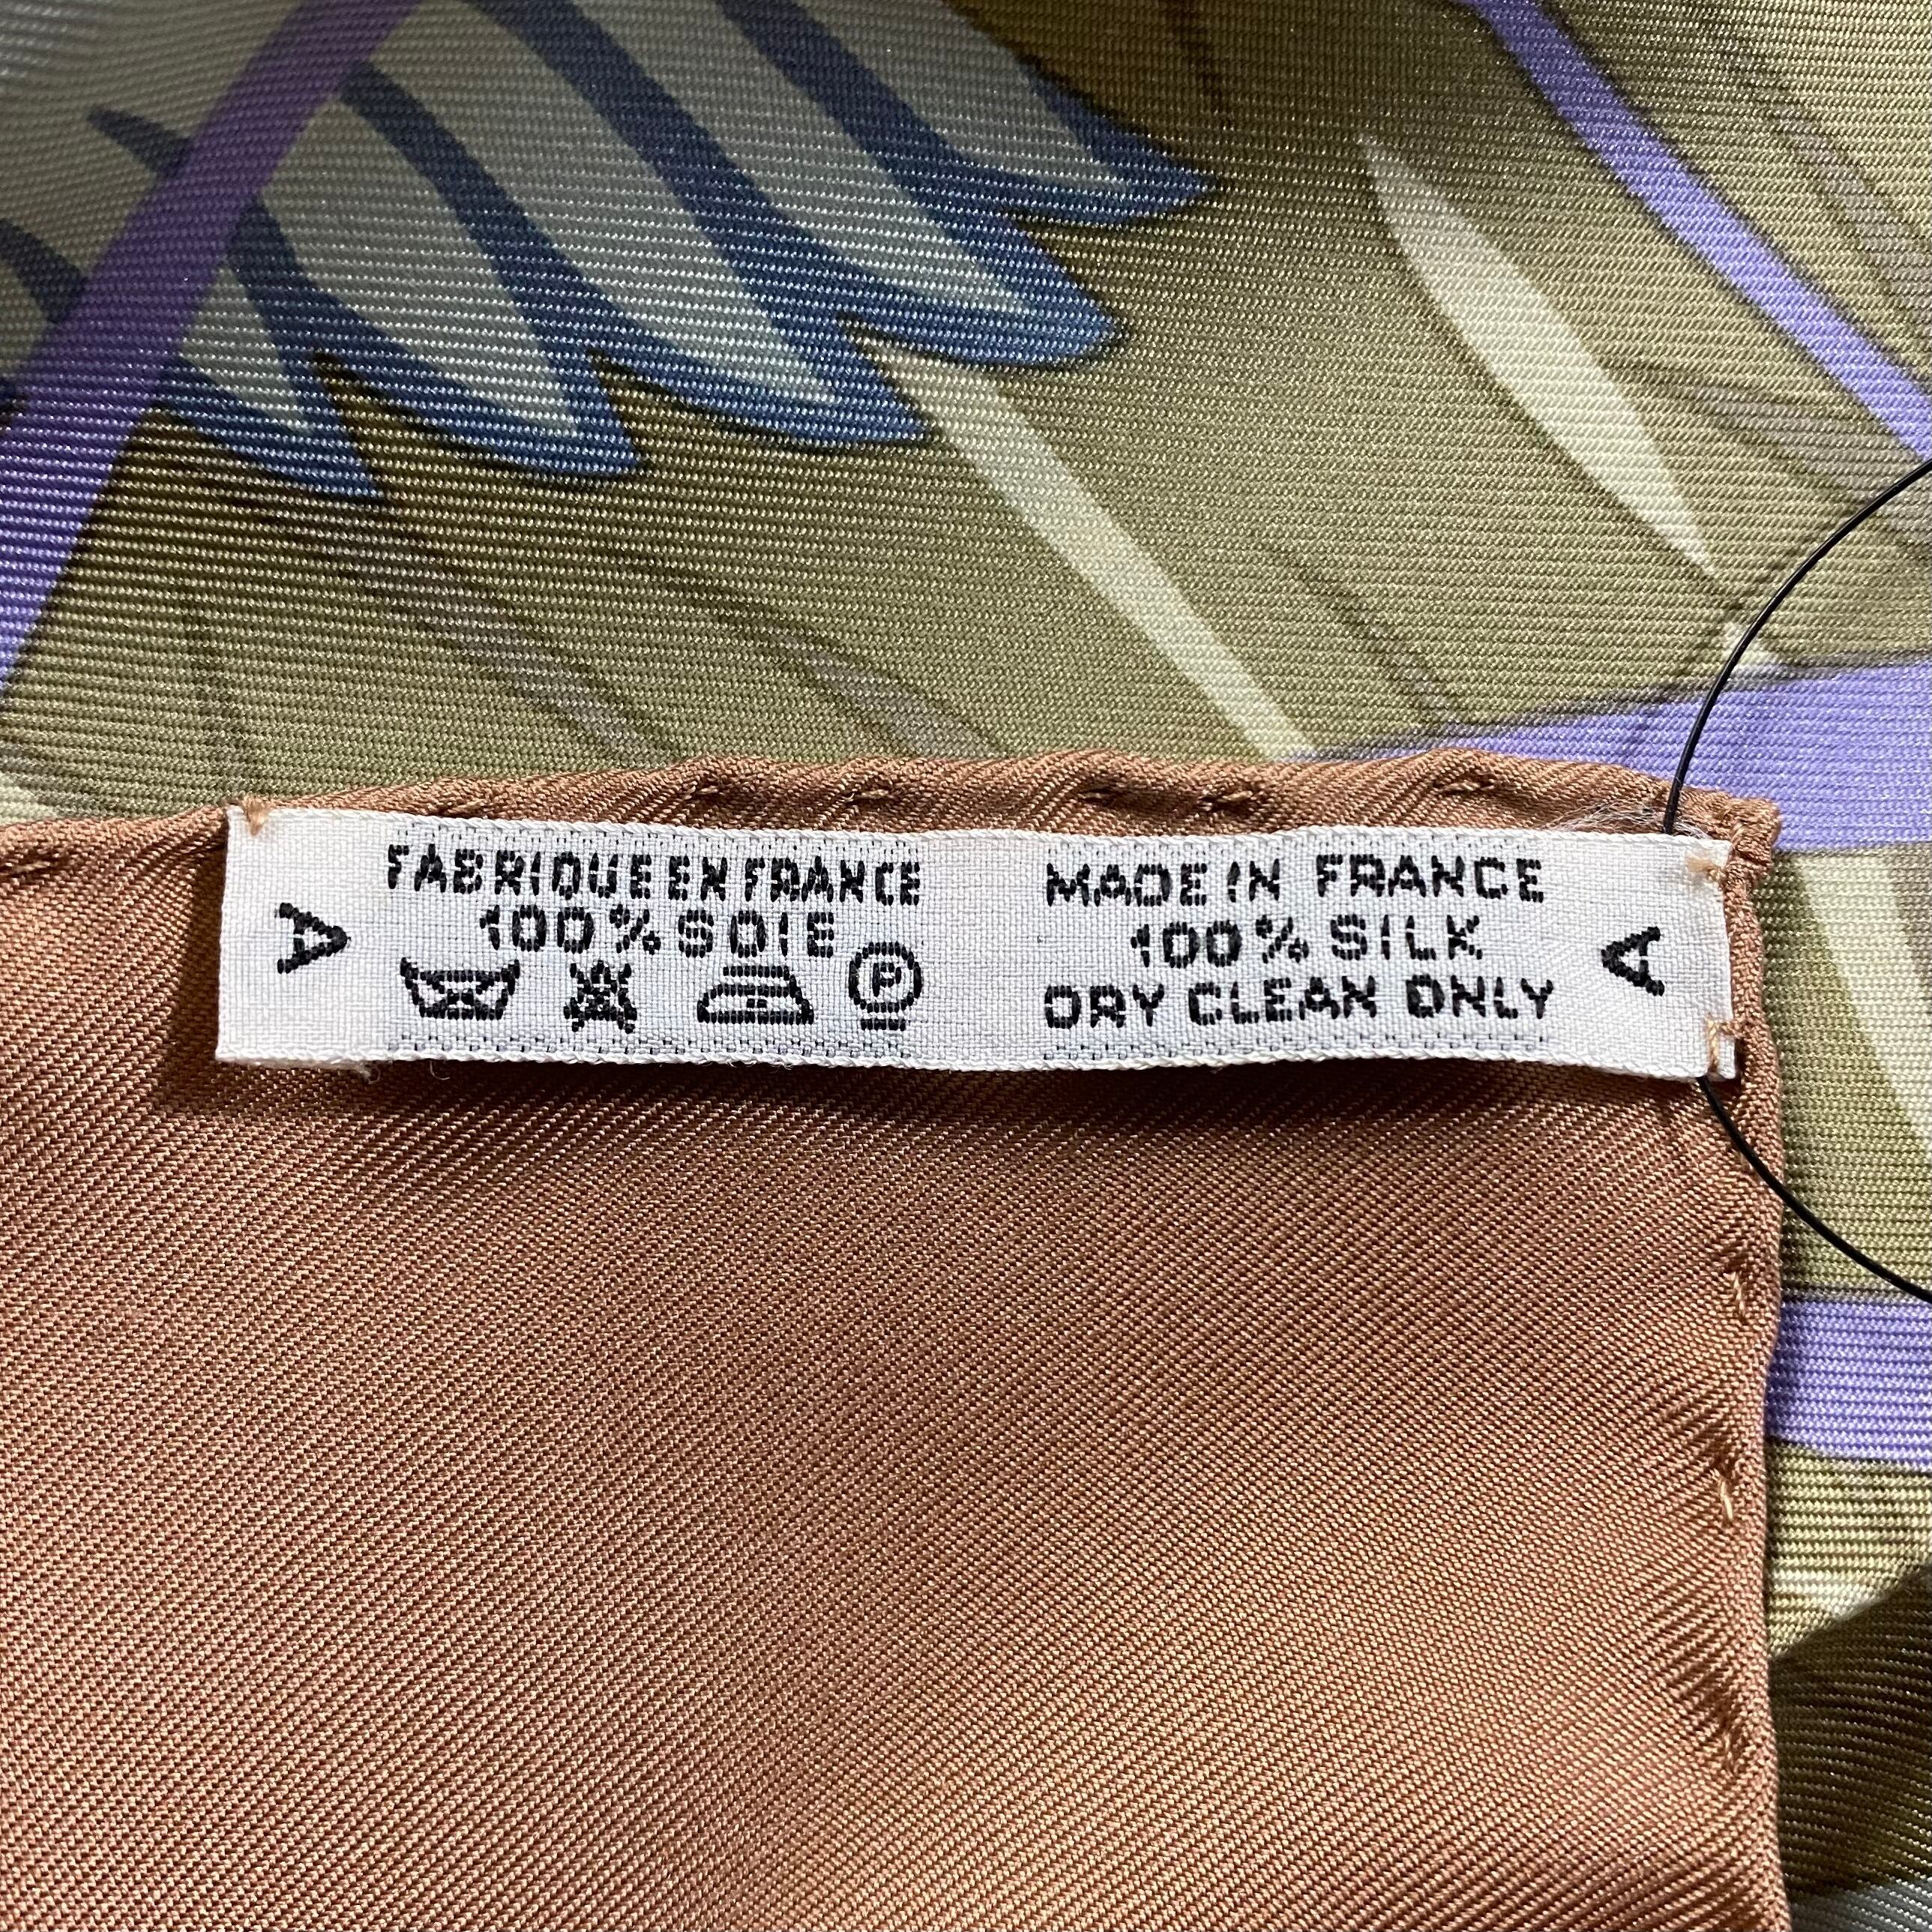 A
FABRIQUE EN FRANCE
100% SOIE
P
MADE IN FRANCE
100% SILK
DRY CLEAN ONLY
A